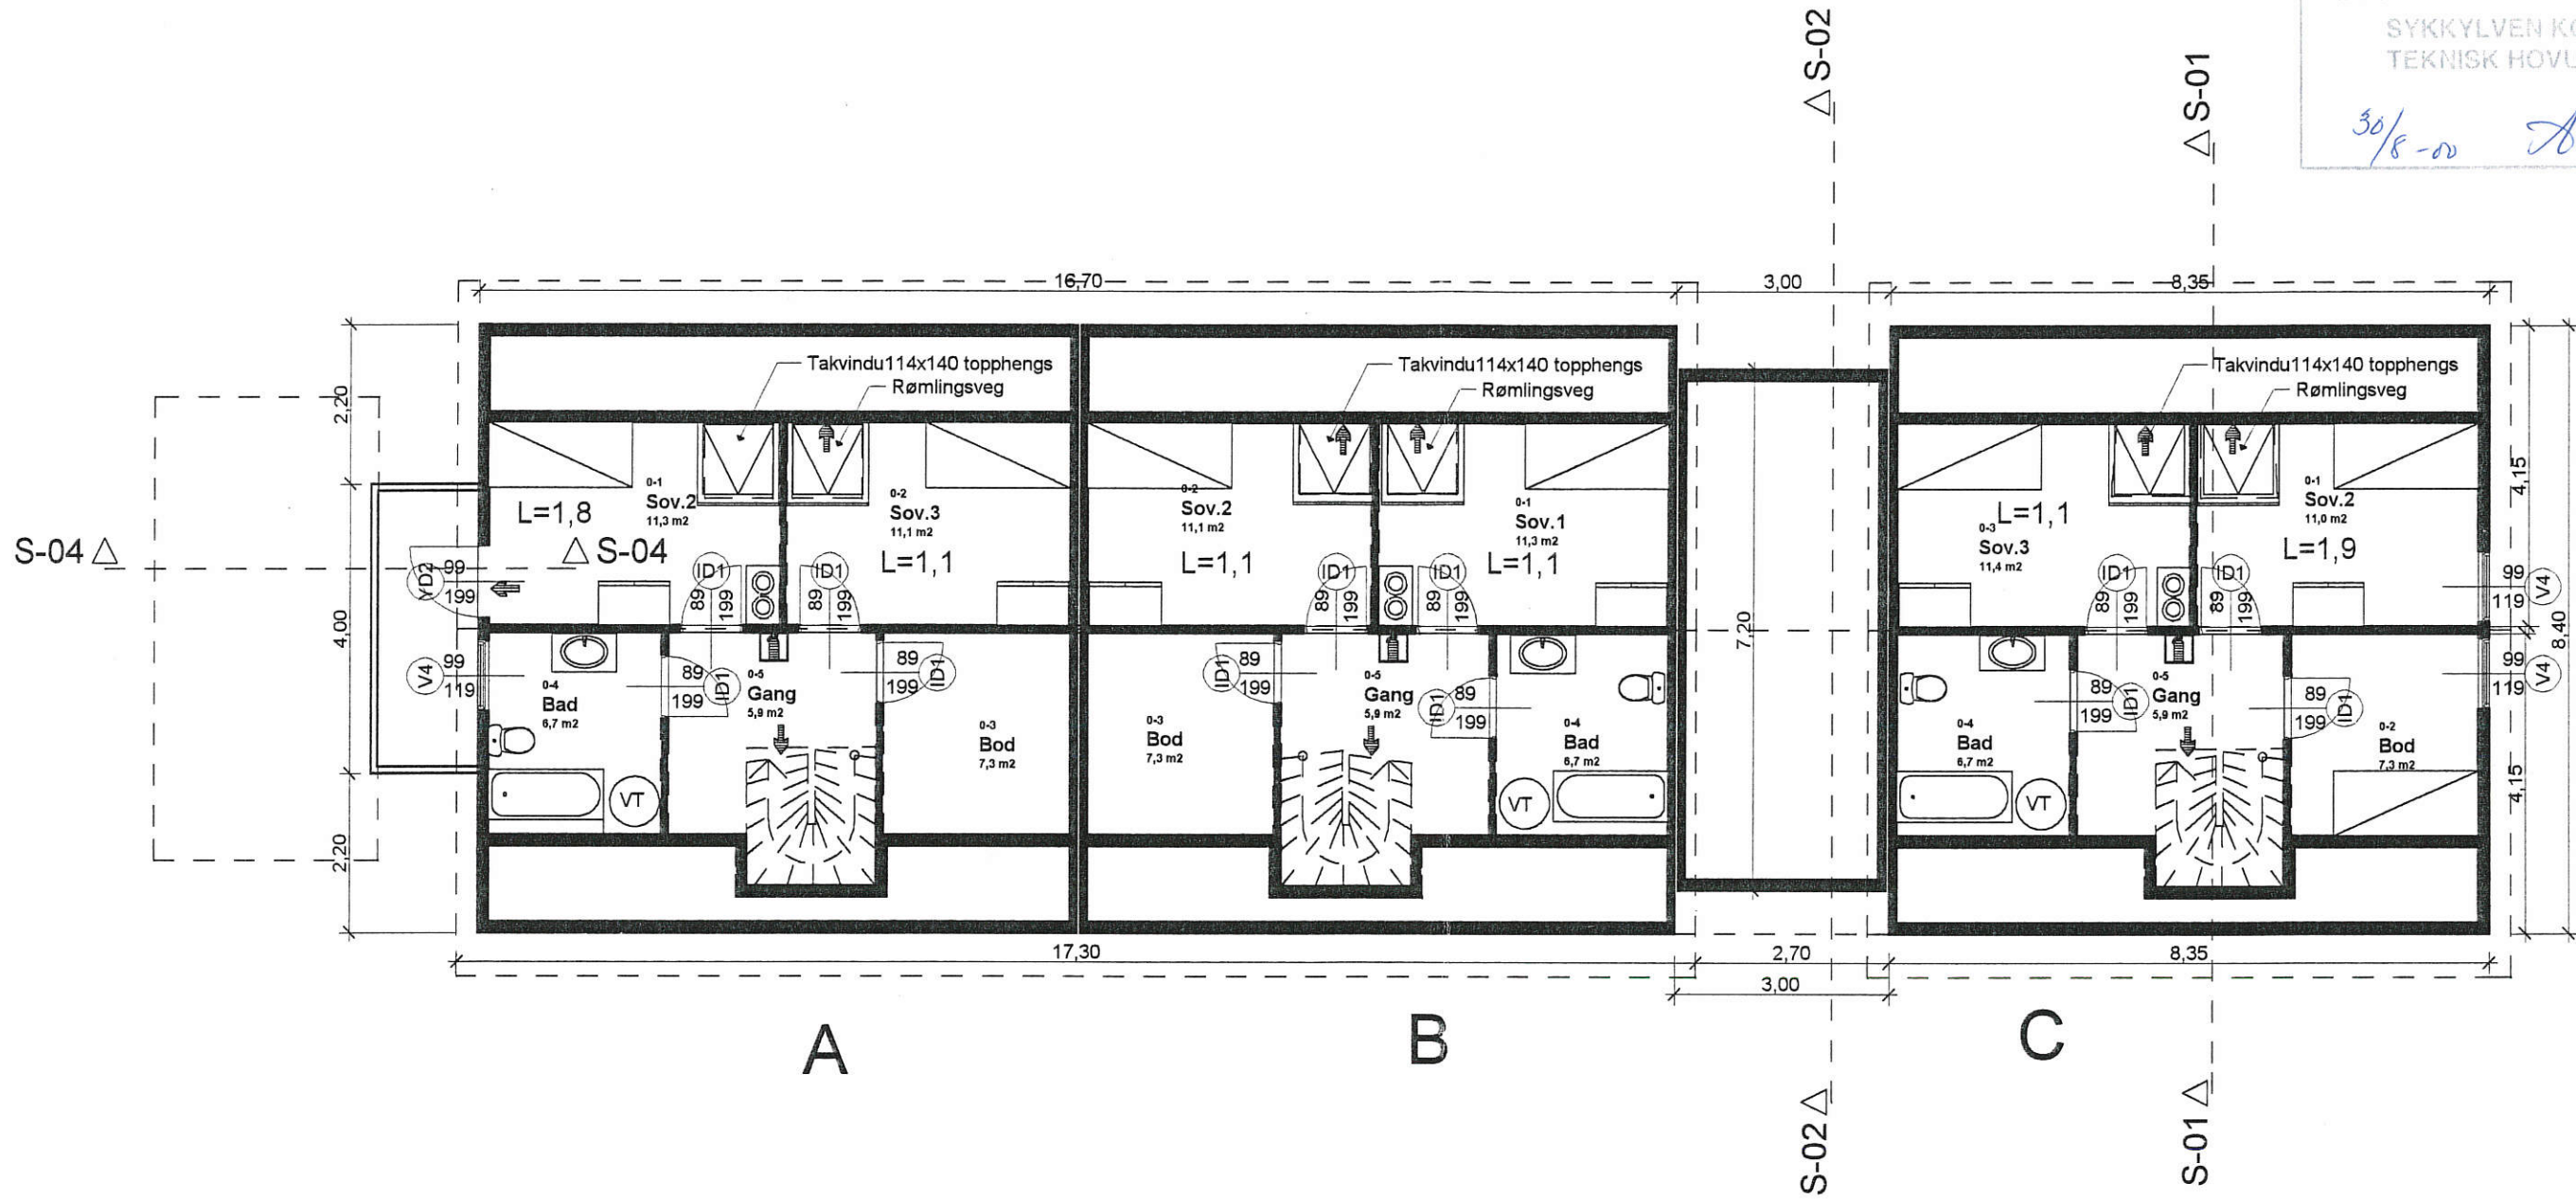 SYKKYLVEN
TEKNISK
30/8-00
S-02
S-01
16,70
3,00
8,35
Takvindu114x140 topphengs
Rømlingsveg
Takvindu114x140 topphengs
Rømlingsveg
Takvindu114x140 topphengs
Rømlingsveg
2,20
4,00
2,20
S-04
S-04
L=1,8
0-1
Sov.2
11,3 m2
0-2
Sov.3
11,1 m2
L=1,1
YD2
99
199
ID1
89
199
ID1
89
199
V4
99
119
0-4
Bad
6,7 m2
VT
ID1
89
199
0-5
Gang
5,9 m2
89
199
ID1
0-3
Bod
7,3 m2
0-2
Sov.2
11,1 m2
L=1,1
0-1
Sov.1
11,3 m2
L=1,1
ID1
89
199
ID1
89
199
ID1
89
199
0-3
Bod
7,3 m2
0-5
Gang
5,9 m2
ID1
89
199
0-4
Bad
6,7 m2
VT
7,20
L=1,1
0-3
Sov.3
11,4 m2
0-1
Sov.2
11,0 m2
L=1,9
ID1
89
199
ID1
89
199
99
119
V4
99
119
V4
0-4
Bad
6,7 m2
VT
89
199
ID1
0-5
Gang
5,9 m2
89
199
ID1
0-2
Bod
7,3 m2
4,15
4,15
8,40
17,30
2,70
8,35
3,00
A
B
C
S-02
S-01